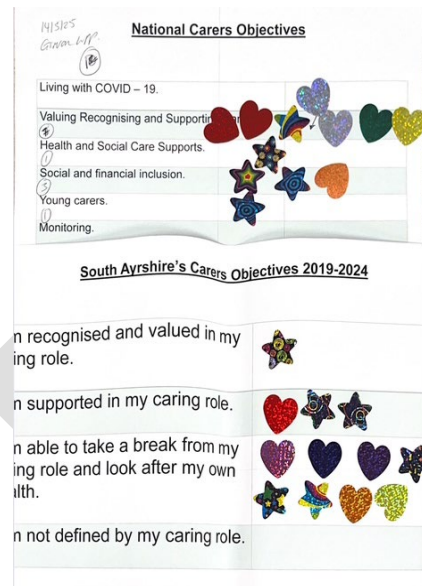 14/3/25
National Carers Objectives
Living with COVID – 19.
Valuing Recognising and Supportin
Health and Social Care Supports.
(1)
Social and financial inclusion.
(3)
Young carers.
(1)
Monitoring.
South Ayrshire's Carers Objectives 2019-2024
m recognised and valued in my
ing role.
m supported in my caring role.
m able to take a break from my
ing role and look after my own
lth.
m not defined by my caring role.